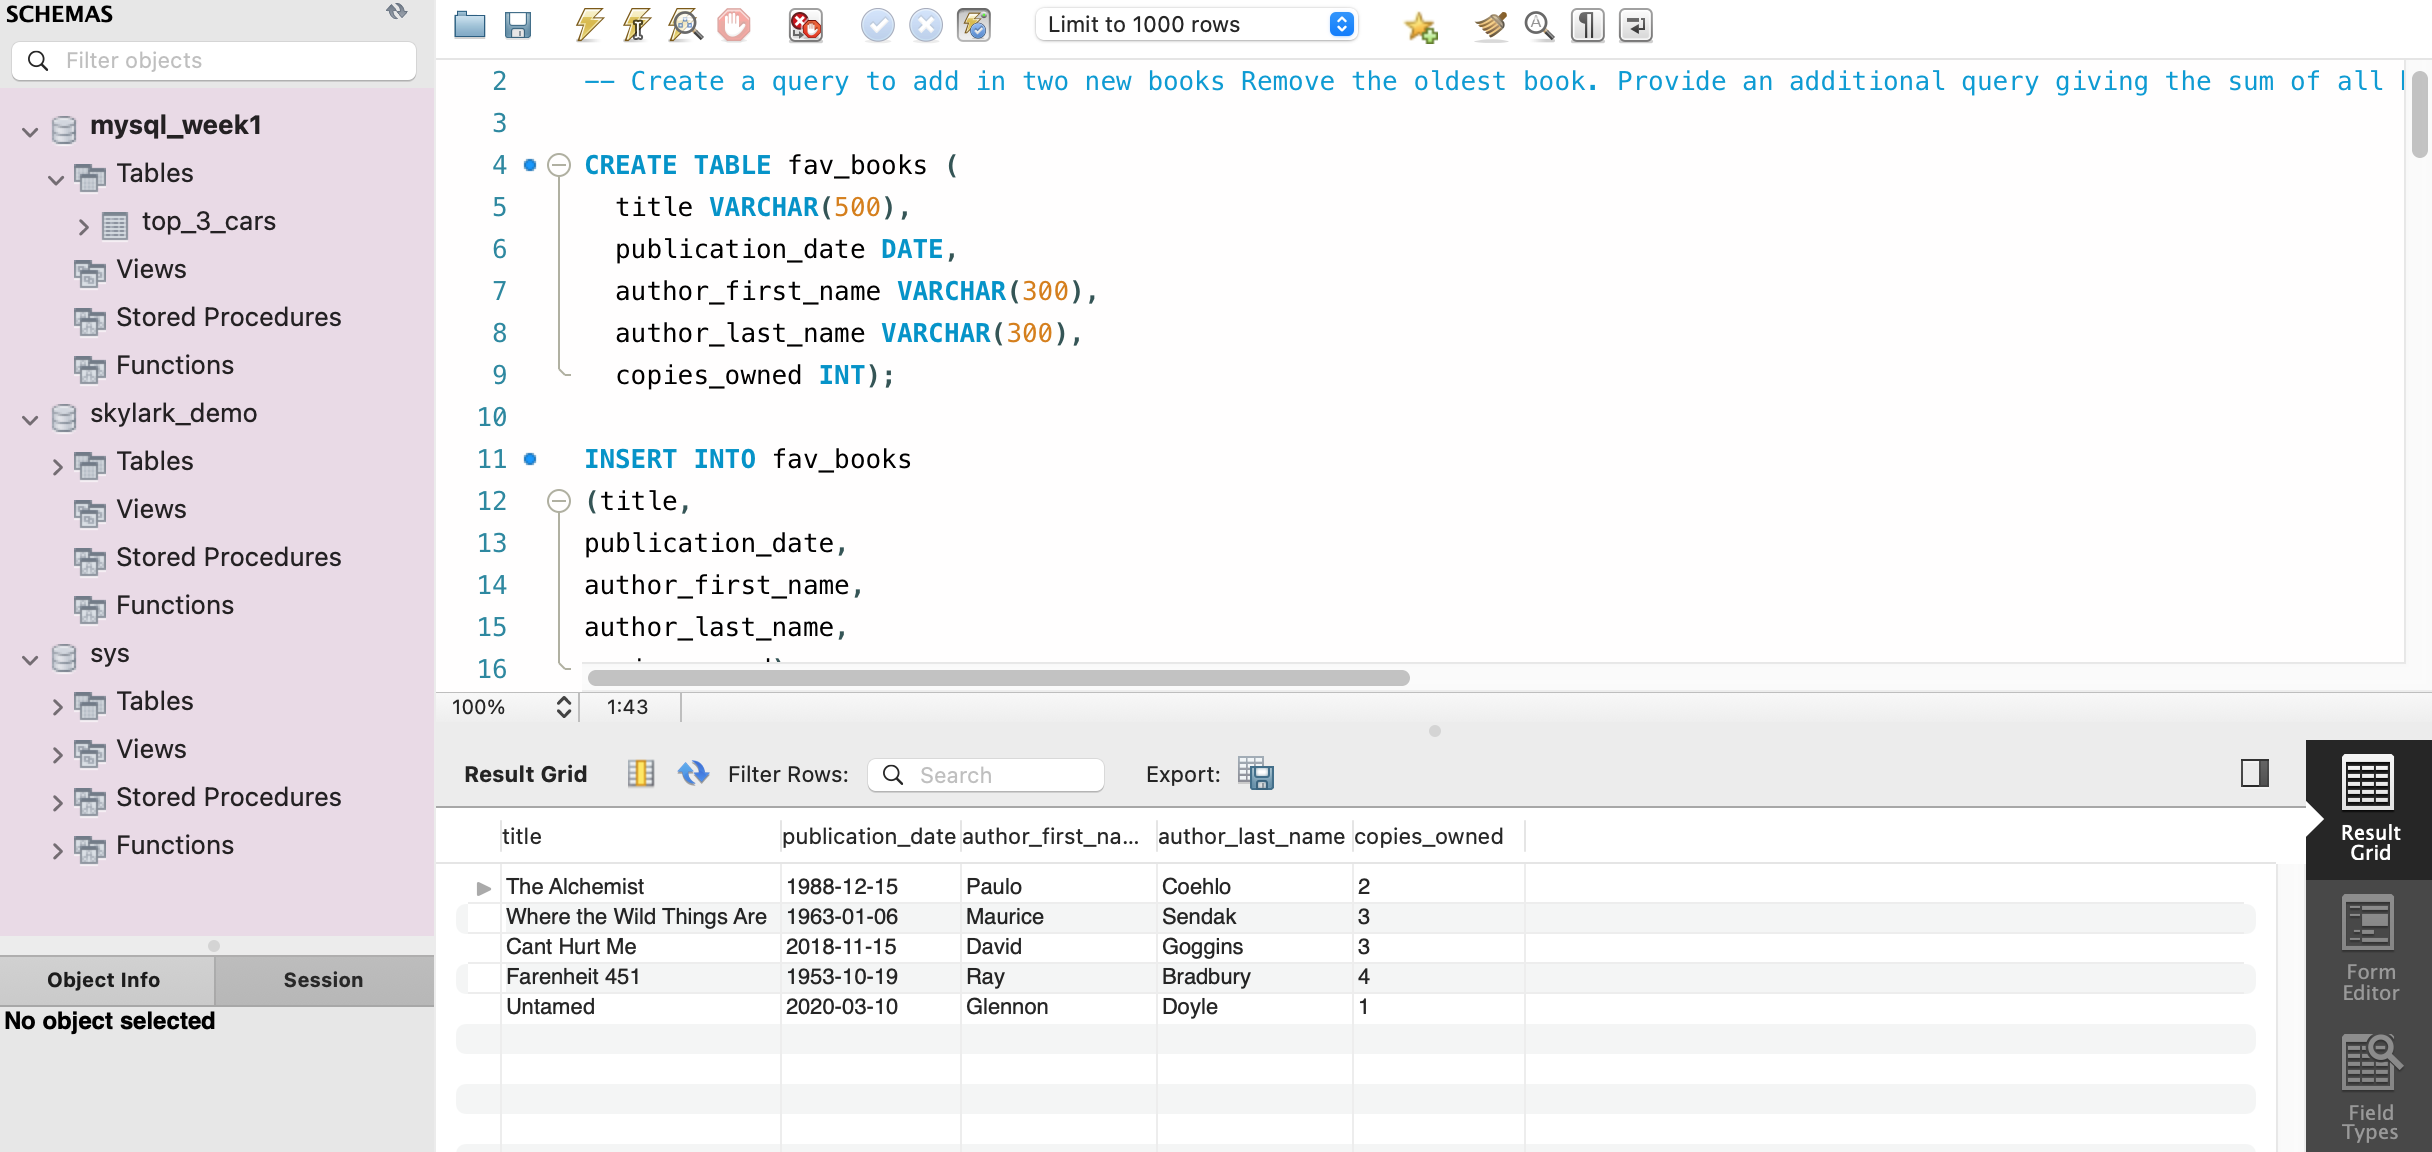 SCHEMAS
Filter objects
mysql_week1
Tables
top_3_cars
Views
Stored Procedures
Functions
skylark_demo
Tables
Views
Stored Procedures
Functions
sys
Tables
Views
Stored Procedures
Functions
Object Info Session
No object selected
Limit to 1000 rows
2 -- Create a query to add in two new books Remove the oldest book. Provide an additional query giving the sum of all
3
4 CREATE TABLE fav_books (
5 title VARCHAR(500),
6 publication_date DATE,
7 author_first_name VARCHAR(300),
8 author_last_name VARCHAR(300),
9 copies_owned INT);
10
11 INSERT INTO fav_books
12 (title,
13 publication_date,
14 author_first_name,
15 author_last_name,
16
100% 1:43
Result Grid Filter Rows: Search Export:
title publication_date author_first_na... author_last_name copies_owned
The Alchemist 1988-12-15 Paulo Coehlo 2
Where the Wild Things Are 1963-01-06 Maurice Sendak 3
Cant Hurt Me 2018-11-15 David Goggins 3
Farenheit 451 1953-10-19 Ray Bradbury 4
Untamed 2020-03-10 Glennon Doyle 1
Result
Grid
Form
Editor
Field
Types